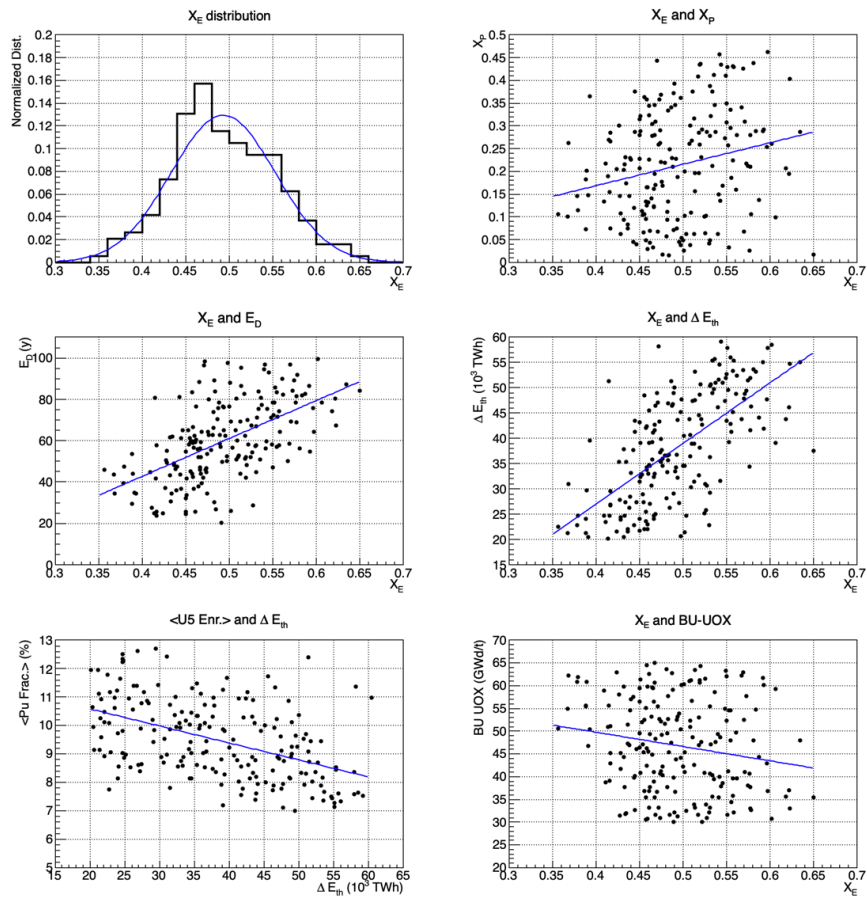 X_E distribution
Normalized Dist.
0.2
0.18
0.16
0.14
0.12
0.1
0.08
0.06
0.04
0.02
0
0.3 0.35 0.4 0.45 0.5 0.55 0.6 0.65 0.7
X_E
X_E and X_P
X_P
0.5
0.45
0.4
0.35
0.3
0.25
0.2
0.15
0.1
0.05
0
0.3 0.35 0.4 0.45 0.5 0.55 0.6 0.65 0.7
X_E
X_E and E_D
E_D (y)
100
80
60
40
20
0
0.3 0.35 0.4 0.45 0.5 0.55 0.6 0.65 0.7
X_E
X_E and Δ E_th
Δ E_th (10³ TWh)
60
55
50
45
40
35
30
25
20
15
0.3 0.35 0.4 0.45 0.5 0.55 0.6 0.65 0.7
X_E
<U5 Enr.> and Δ E_th
<Pu Frac.> (%)
13
12
11
10
9
8
7
6
5
15 20 25 30 35 40 45 50 55 60 65
Δ E_th (10³ TWh)
X_E and BU-UOX
BU UOX (GWd/t)
70
65
60
55
50
45
40
35
30
25
20
0.3 0.35 0.4 0.45 0.5 0.55 0.6 0.65 0.7
X_E